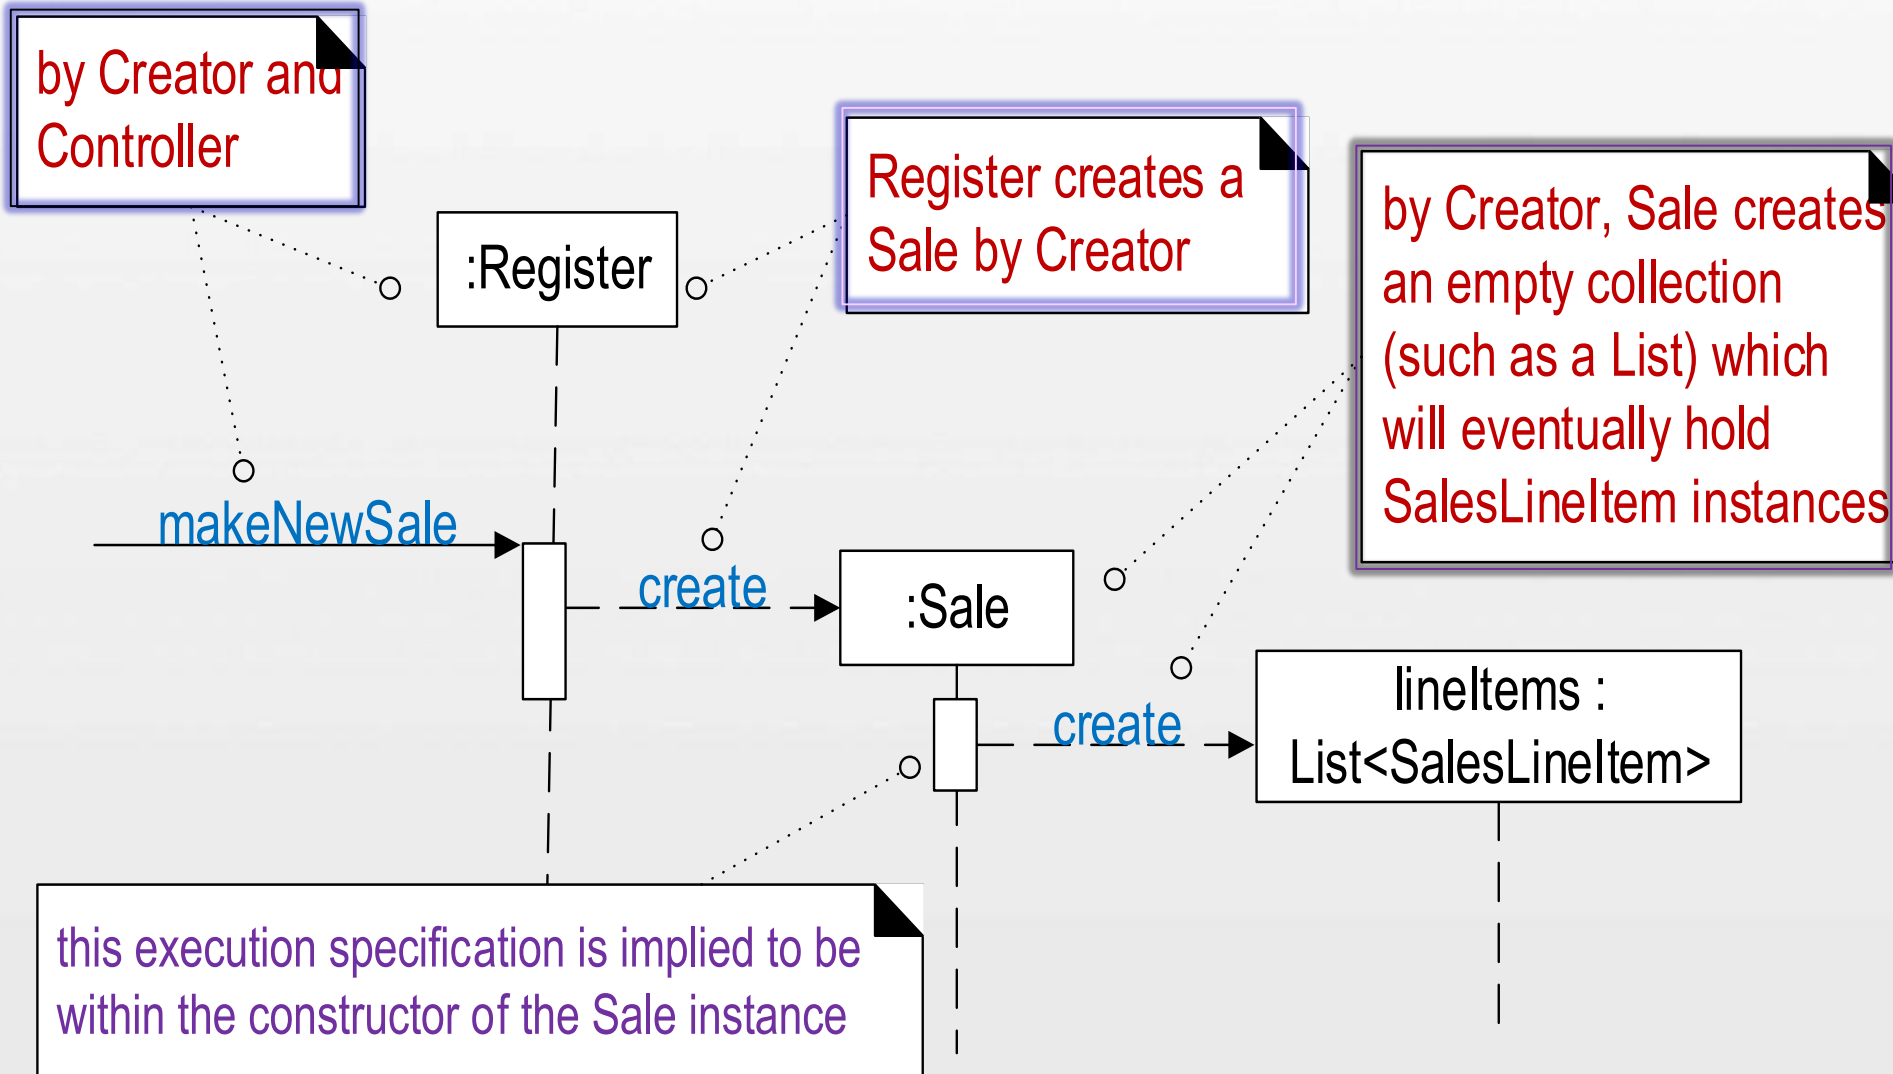 by Creator and
Controller
:Register
Register creates a
Sale by Creator
by Creator, Sale creates
an empty collection
(such as a List) which
will eventually hold
SalesLineItem instances
makeNewSale
create
:Sale
create
lineItems :
List<SalesLineItem>
this execution specification is implied to be
within the constructor of the Sale instance